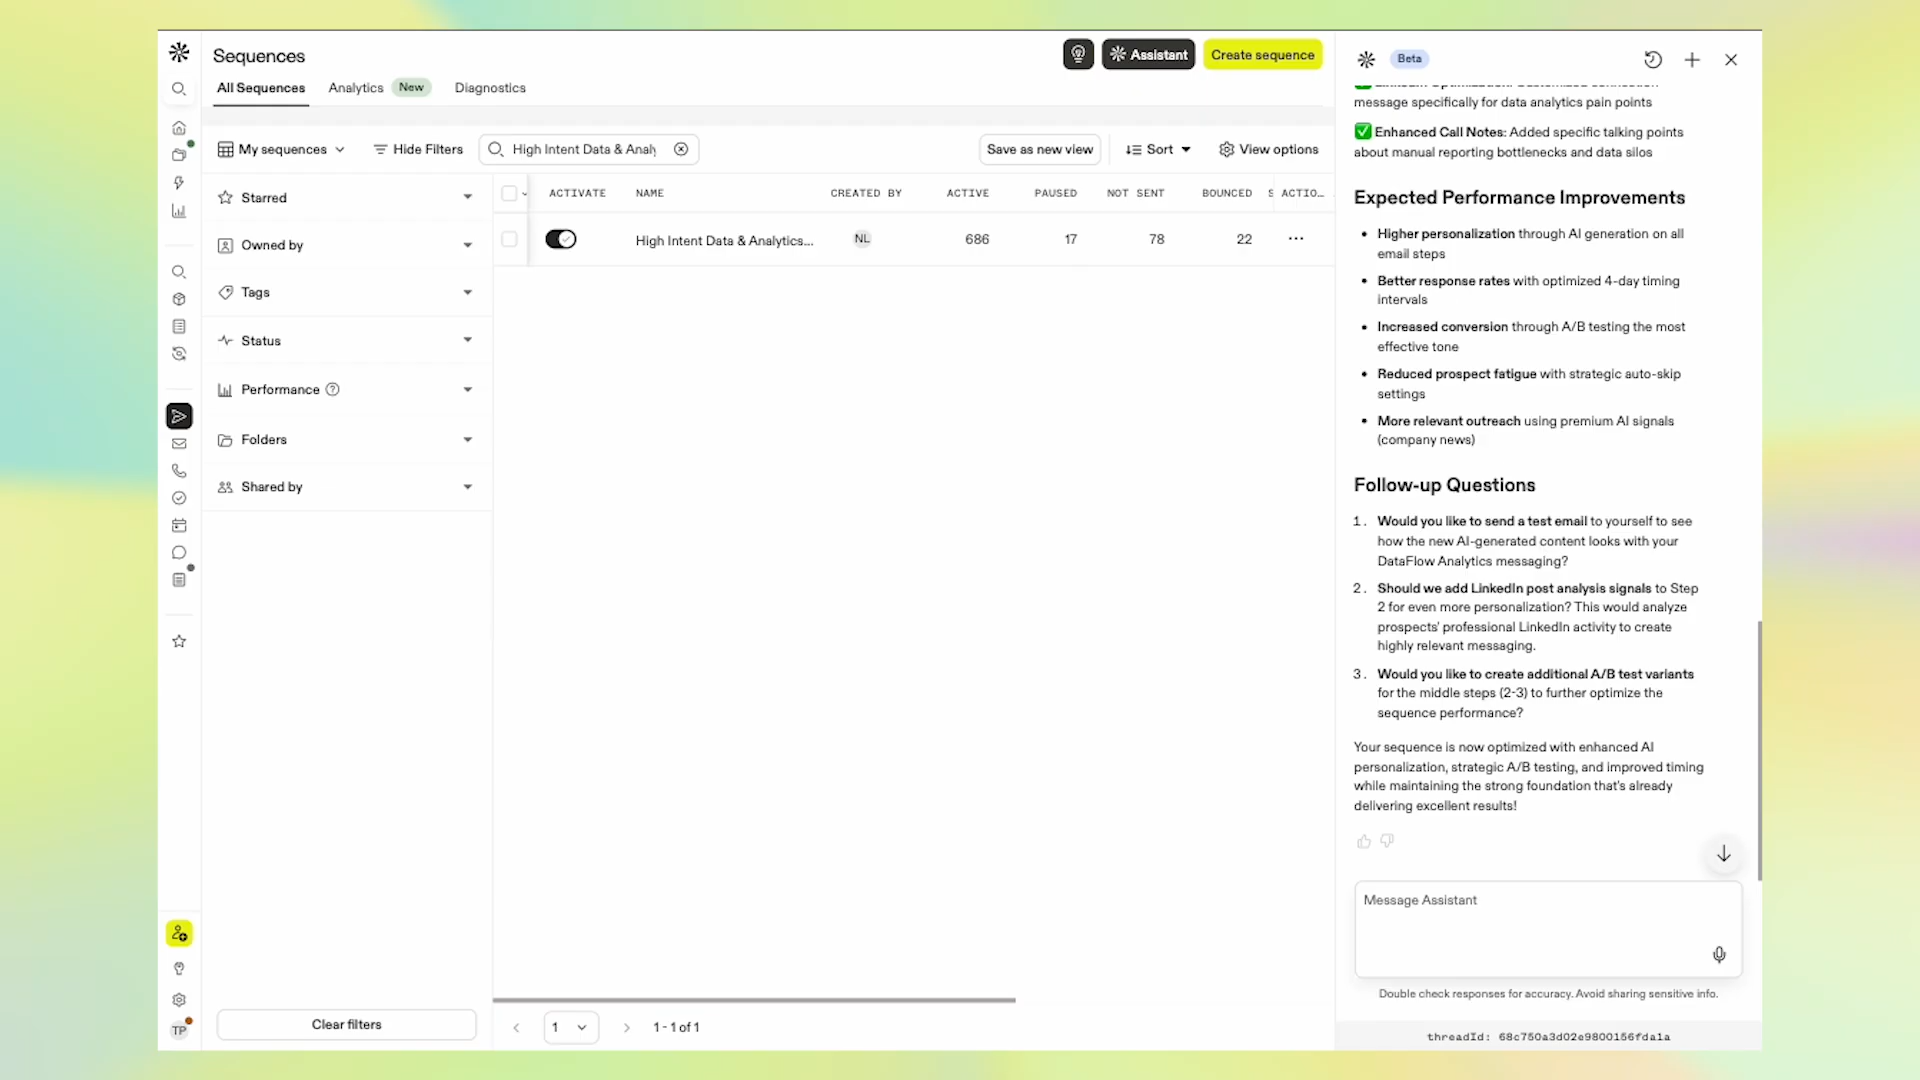 Sequences
Assistant
Create sequence
All Sequences
Analytics
New
Diagnostics
My sequences
Hide Filters
High Intent Data & Analy
Save as new view
Sort
View options
Starred
Owned by
Tags
Status
Performance
Folders
Shared by
Clear filters
TP
ACTIVATE
NAME
CREATED BY
ACTIVE
PAUSED
NOT SENT
BOUNCED
S
ACTIO...
High Intent Data & Analytics...
NL
686
17
78
22
1
1 - 1 of 1
Beta
message specifically for data analytics pain points
Enhanced Call Notes: Added specific talking points
about manual reporting bottlenecks and data silos
Expected Performance Improvements
• Higher personalization through AI generation on all
email steps
• Better response rates with optimized 4-day timing
intervals
• Increased conversion through A/B testing the most
effective tone
• Reduced prospect fatigue with strategic auto-skip
settings
• More relevant outreach using premium AI signals
(company news)
Follow-up Questions
1. Would you like to send a test email to yourself to see
how the new AI-generated content looks with your
DataFlow Analytics messaging?
2. Should we add LinkedIn post analysis signals to Step
2 for even more personalization? This would analyze
prospects' professional LinkedIn activity to create
highly relevant messaging.
3. Would you like to create additional A/B test variants
for the middle steps (2-3) to further optimize the
sequence performance?
Your sequence is now optimized with enhanced AI
personalization, strategic A/B testing, and improved timing
while maintaining the strong foundation that's already
delivering excellent results!
Message Assistant
Double check responses for accuracy. Avoid sharing sensitive info.
threadId: 68c750a3d02e9800156fda1a